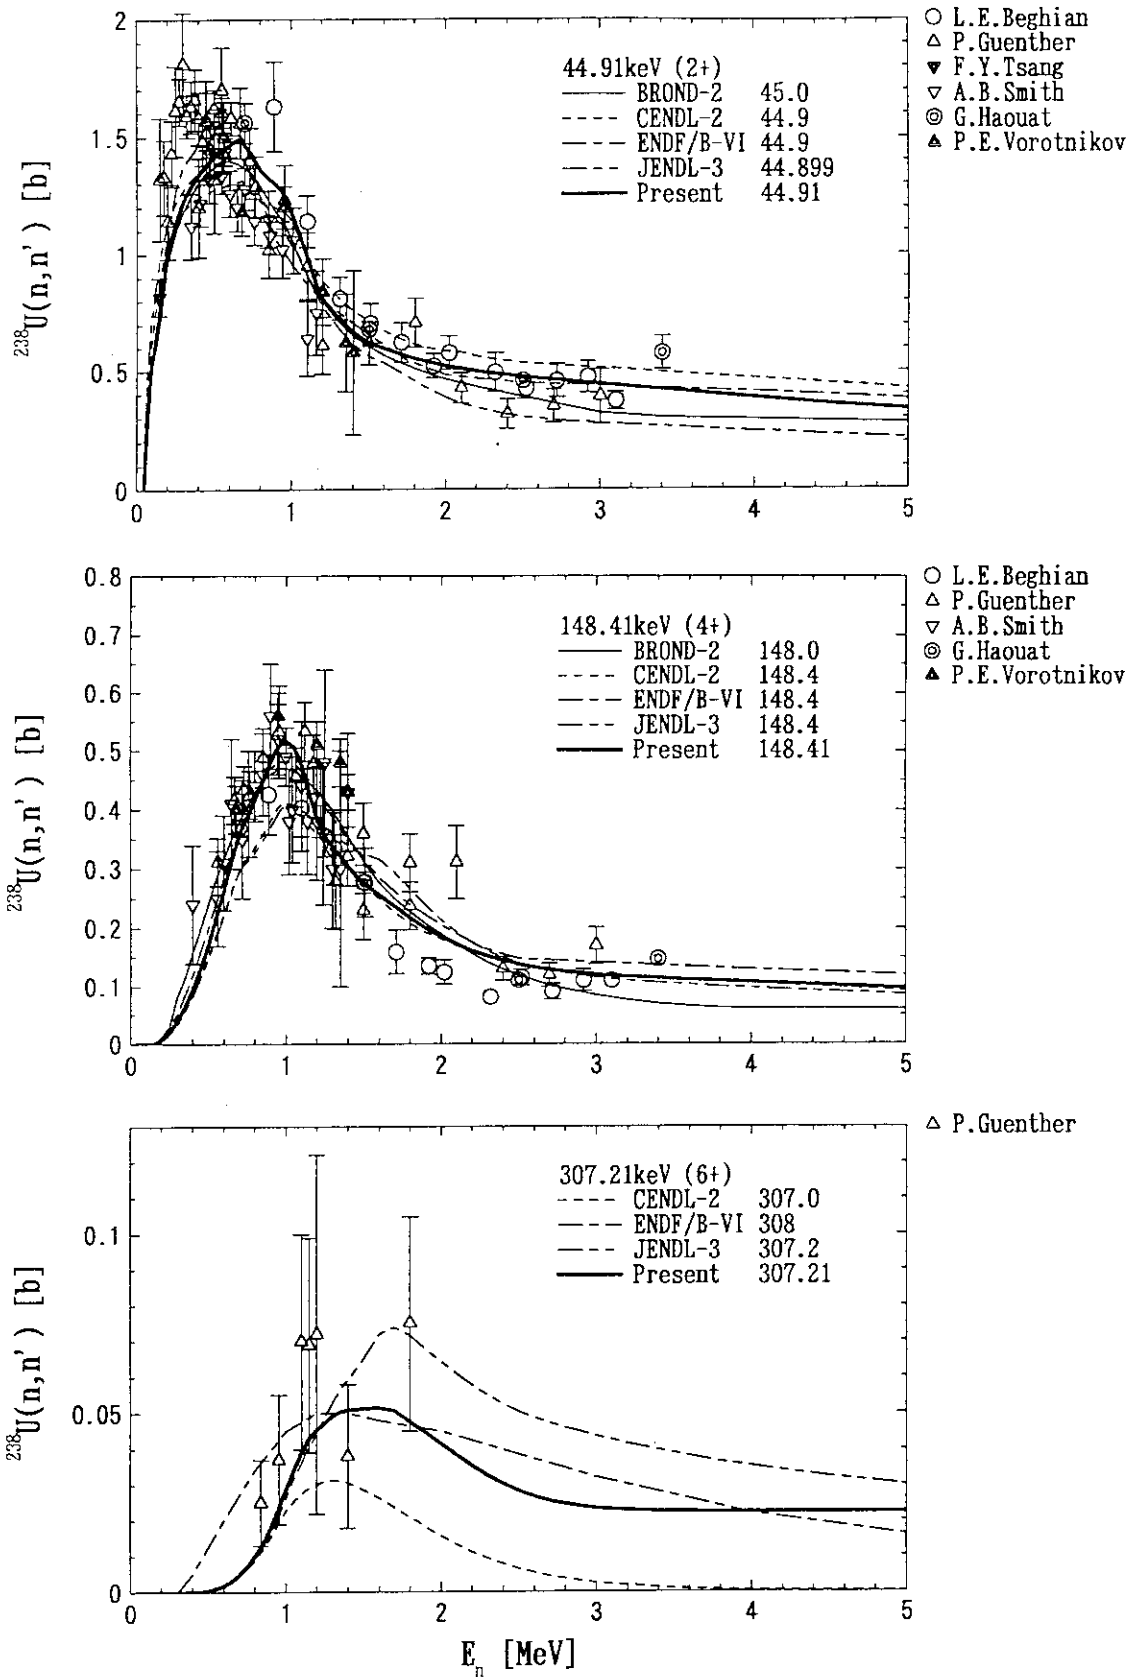 2
1.5
1
0.5
0
0 1 2 3 4 5
²³⁸U(n,n') [b]
44.91keV (2+)
BROND-2 45.0
CENDL-2 44.9
ENDF/B-VI 44.9
JENDL-3 44.899
Present 44.91
L.E.Beghian
P.Guenther
F.Y.Tsang
A.B.Smith
G.Haouat
P.E.Vorotnikov
0.8
0.7
0.6
0.5
0.4
0.3
0.2
0.1
0
0 1 2 3 4 5
²³⁸U(n,n') [b]
148.41keV (4+)
BROND-2 148.0
CENDL-2 148.4
ENDF/B-VI 148.4
JENDL-3 148.4
Present 148.41
L.E.Beghian
P.Guenther
A.B.Smith
G.Haouat
P.E.Vorotnikov
0.1
0.05
0
0 1 2 3 4 5
²³⁸U(n,n') [b]
307.21keV (6+)
CENDL-2 307.0
ENDF/B-VI 308
JENDL-3 307.2
Present 307.21
P.Guenther
Eₙ [MeV]